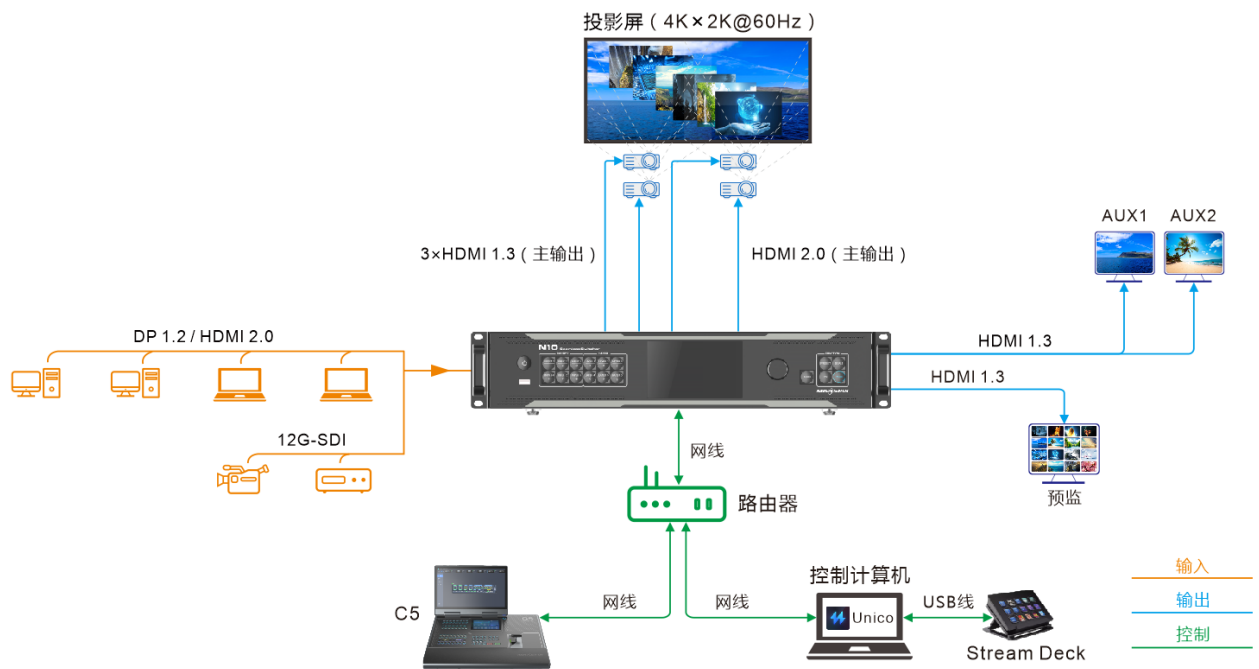 投影屏（4K×2K@60Hz）
AUX1
AUX2
3×HDMI 1.3（主输出）
HDMI 2.0（主输出）
DP 1.2 / HDMI 2.0
N10
HDMI 1.3
HDMI 1.3
12G-SDI
网线
预监
路由器
控制计算机
输入
C5
网线
网线
Unico
USB线
输出
控制
Stream Deck